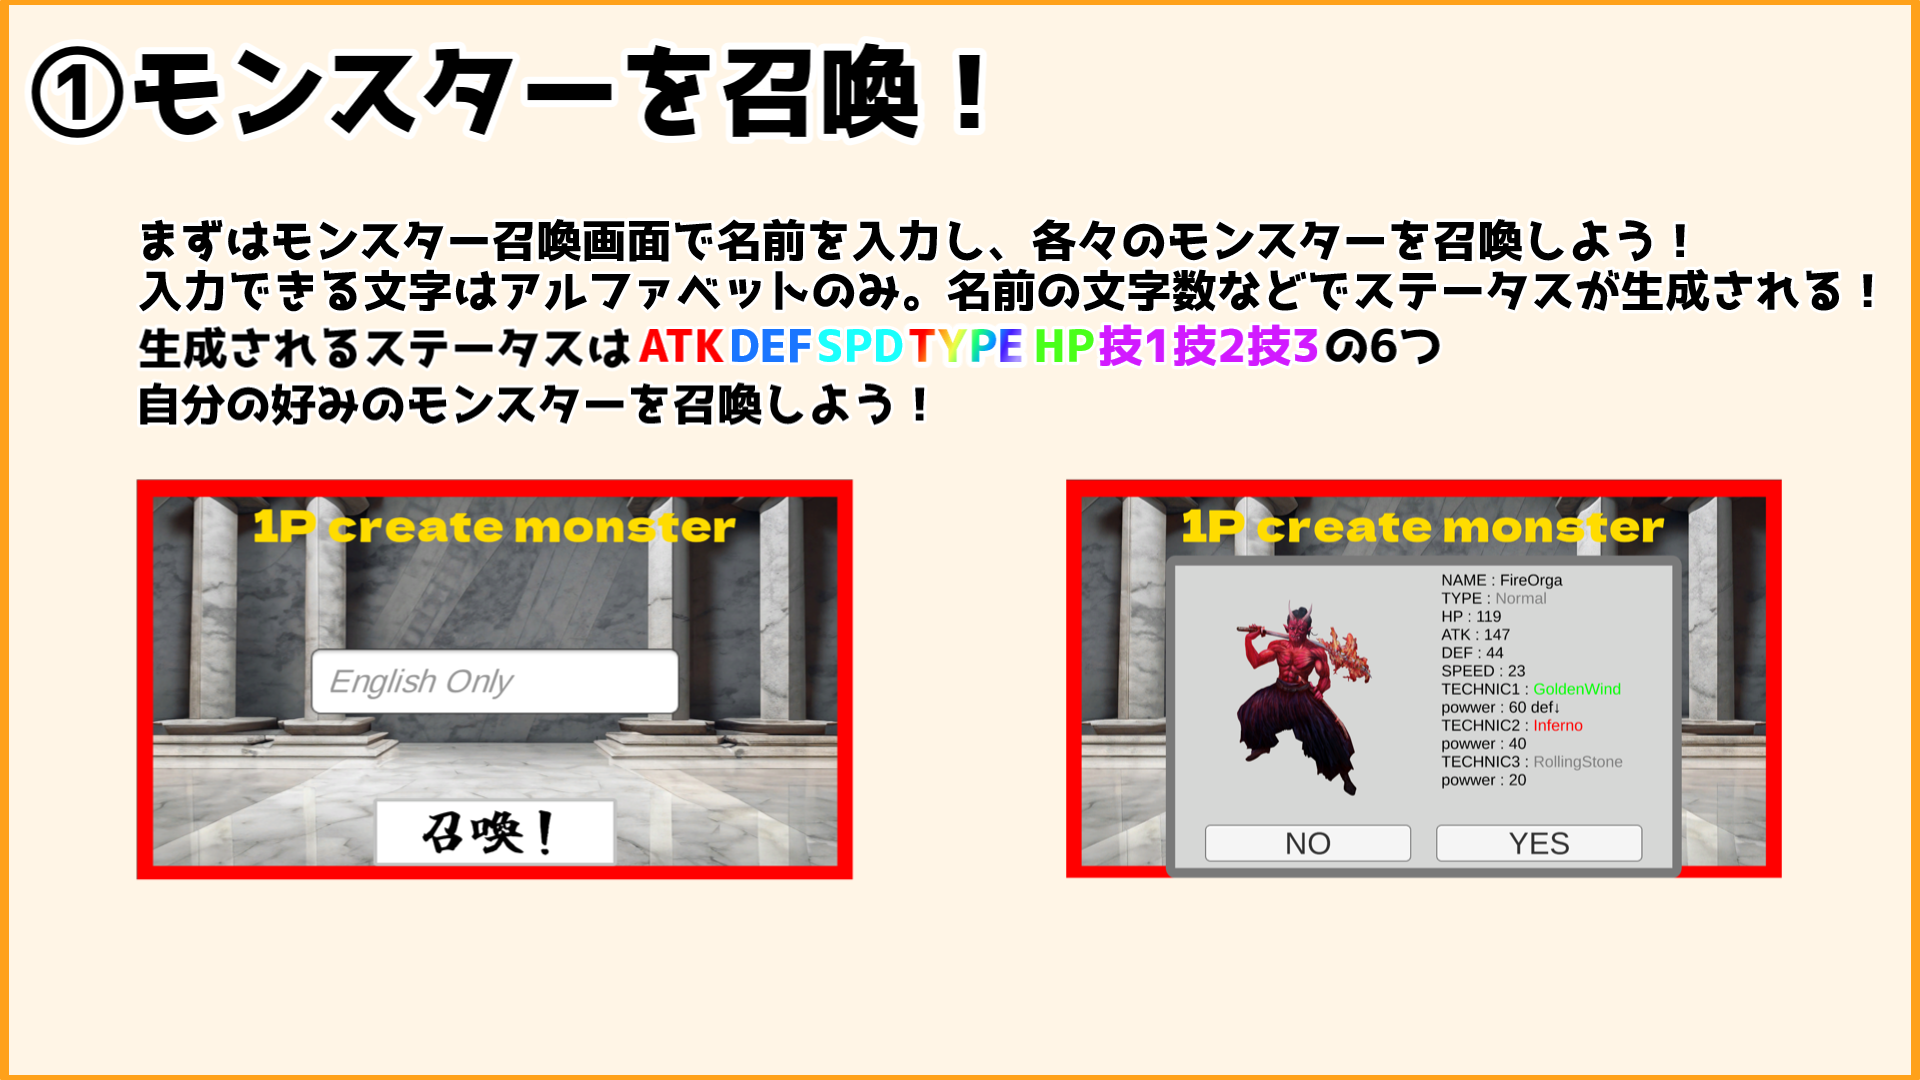 ①モンスターを召喚！
まずはモンスター召喚画面で名前を入力し、各々のモンスターを召喚しよう！
入力できる文字はアルファベットのみ。名前の文字数などでステータスが生成される！
生成されるステータスは ATK DEF SPD TYPE HP 技1技2技3 の6つ
自分の好みのモンスターを召喚しよう！
1P create monster
English Only
召喚！
1P create monster
NAME : FireOrga
TYPE : Normal
HP : 119
ATK : 147
DEF : 44
SPEED : 23
TECHNIC1 : GoldenWind
powwer : 60 def↓
TECHNIC2 : Inferno
powwer : 40
TECHNIC3 : RollingStone
powwer : 20
NO
YES